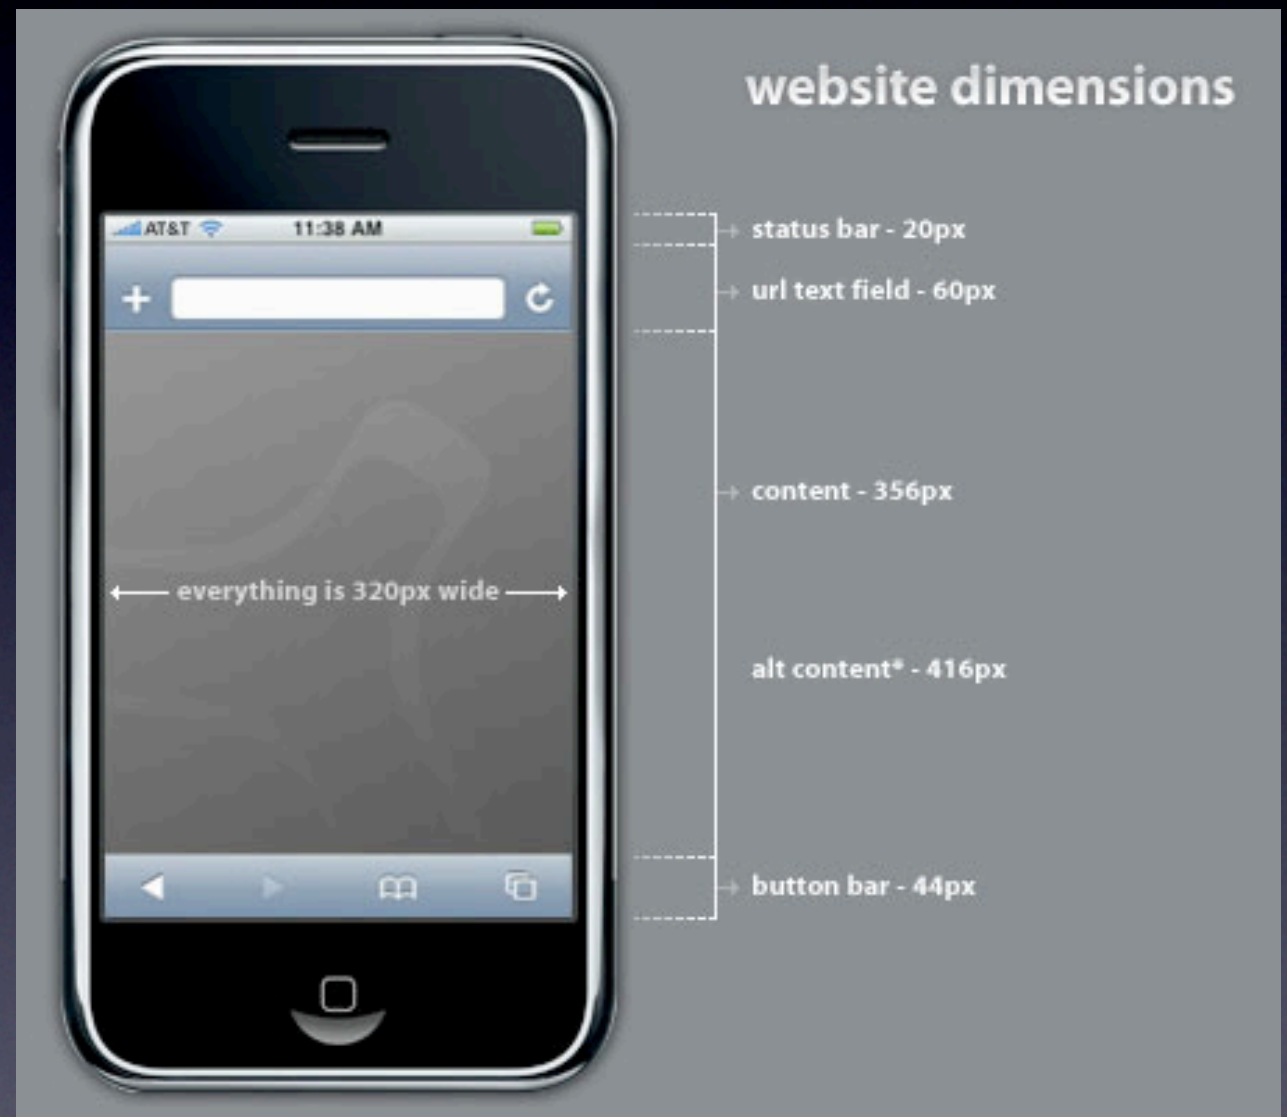 website dimensions
AT&T 11:38 AM
status bar - 20px
url text field - 60px
content - 356px
everything is 320px wide
alt content* - 416px
button bar - 44px